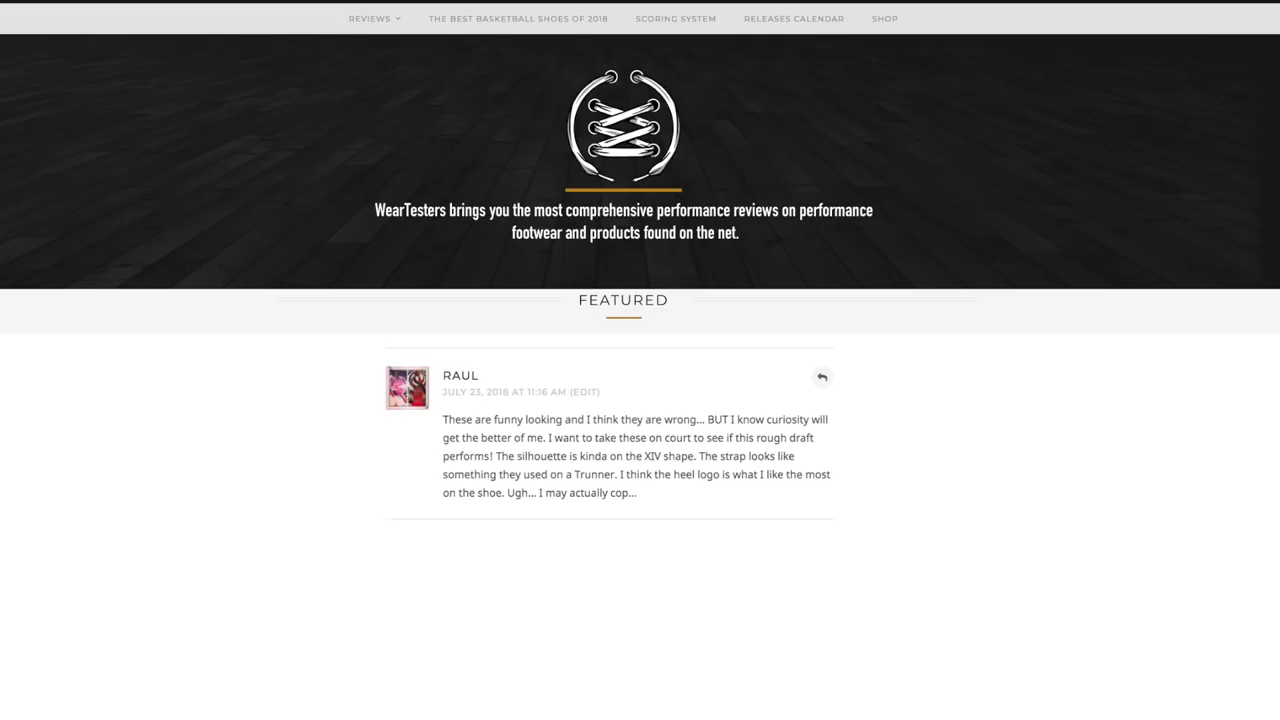 REVIEWS THE BEST BASKETBALL SHOES OF 2018 SCORING SYSTEM RELEASES CALENDAR SHOP
WearTesters brings you the most comprehensive performance reviews on performance
footwear and products found on the net.
FEATURED
RAUL
JULY 23, 2018 AT 11:16 AM (EDIT)
These are funny looking and I think they are wrong... BUT I know curiosity will
get the better of me. I want to take these on court to see if this rough draft
performs! The silhouette is kinda on the XIV shape. The strap looks like
something they used on a Trunner. I think the heel logo is what I like the most
on the shoe. Ugh... I may actually cop...